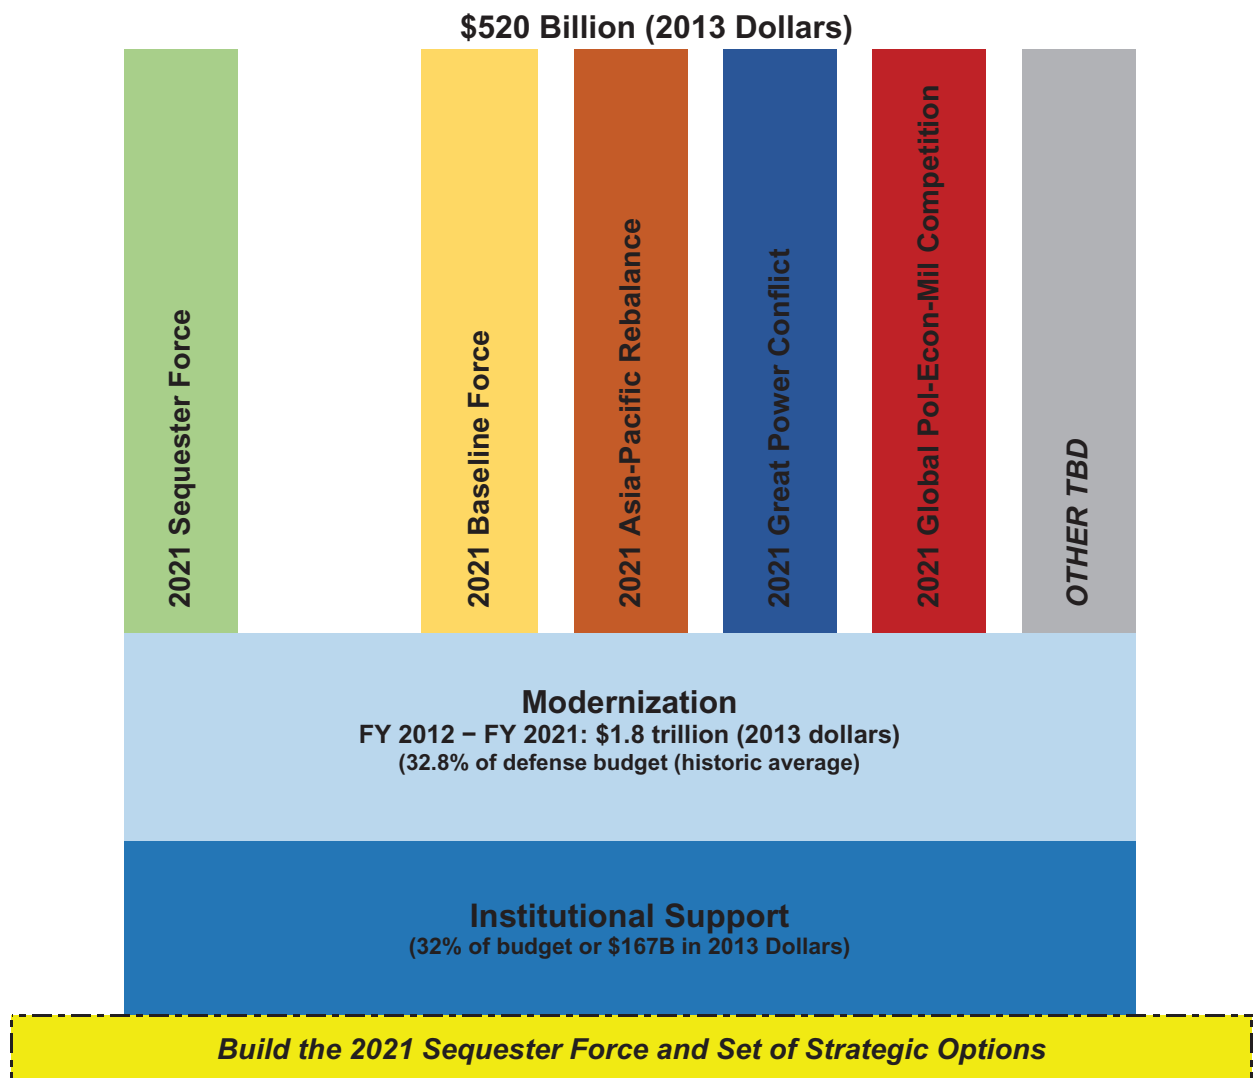 $520 Billion (2013 Dollars)
2021 Sequester Force
2021 Baseline Force
2021 Asia-Pacific Rebalance
2021 Great Power Conflict
2021 Global Pol-Econ-Mil Competition
OTHER TBD
Modernization
FY 2012 − FY 2021: $1.8 trillion (2013 dollars)
(32.8% of defense budget (historic average)
Institutional Support
(32% of budget or $167B in 2013 Dollars)
Build the 2021 Sequester Force and Set of Strategic Options